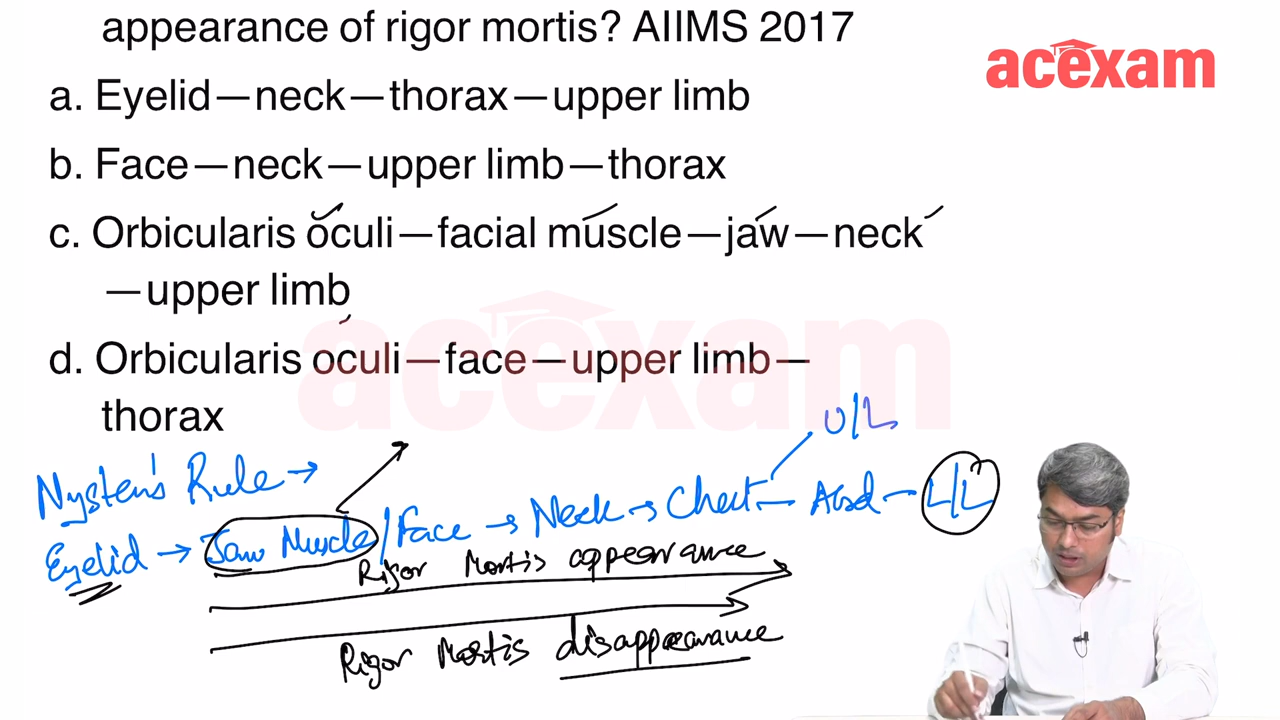 appearance of rigor mortis? AIIMS 2017
acexam
a. Eyelid—neck—thorax—upper limb
b. Face—neck—upper limb—thorax
c. Orbicularis oculi—facial muscle—jaw—neck
—upper limb
acexam
d. Orbicularis oculi—face—upper limb—
thorax
U/L
Nysten's Rule →
Eyelid → Jaw Muscle/Face → Neck → Chest — Abd — L/L
Rigor Mortis appearance
Rigor Mortis disappearance